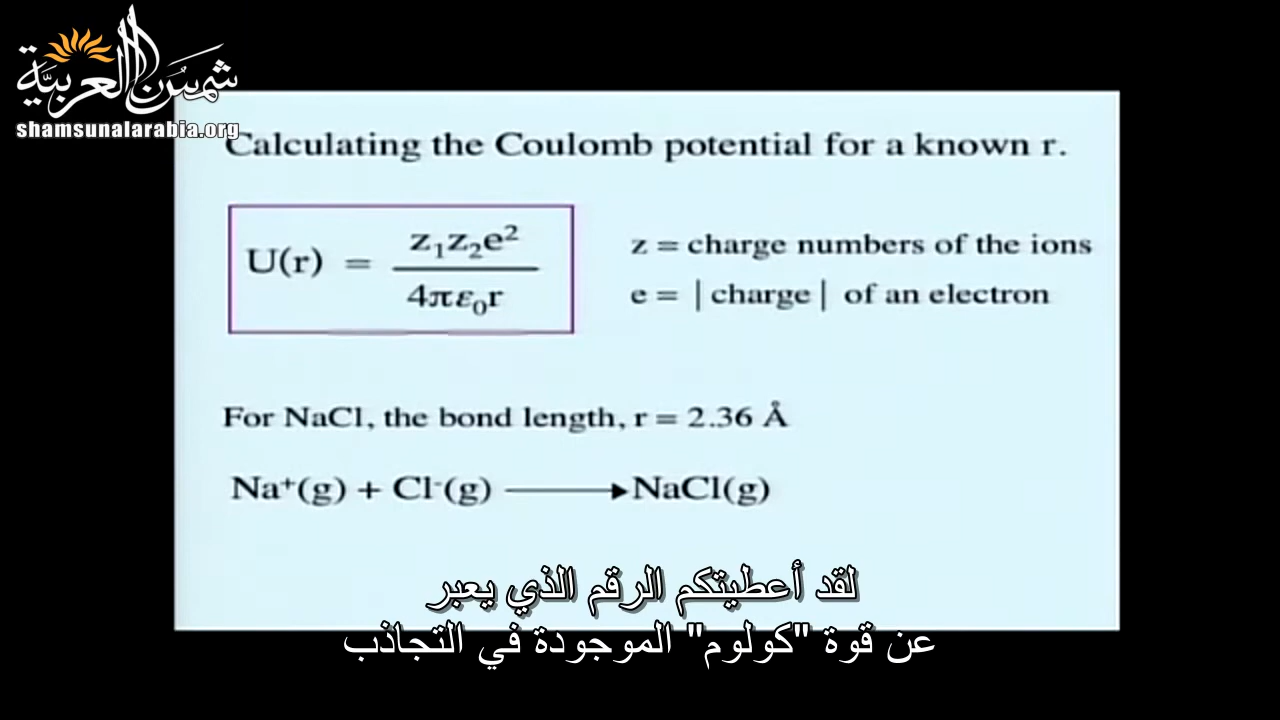 شمس العربية
shamsunalarabia.org
Calculating the Coulomb potential for a known r.
U(r) = z₁z₂e² / 4πε₀r
z = charge numbers of the ions
e = | charge | of an electron
For NaCl, the bond length, r = 2.36 Å
Na⁺(g) + Cl⁻(g) ⟶ NaCl(g)
لقد أعطيتكم الرقم الذي يعبر
عن قوة "كولوم" الموجودة في التجاذب